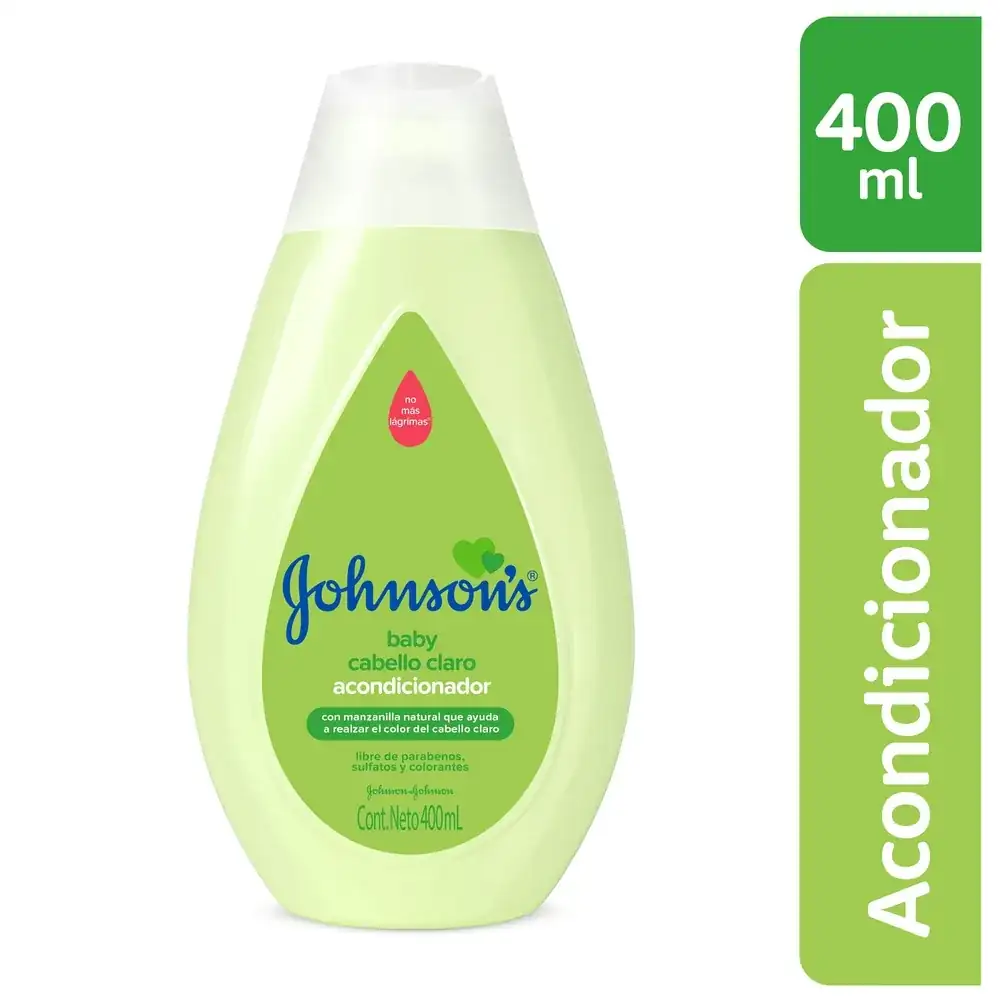 no
más
lágrimas®
Johnson's®
baby
cabello claro
acondicionador
con manzanilla natural que ayuda
a realzar el color del cabello claro
libre de parabenos,
sulfatos y colorantes
Johnson & Johnson
Cont. Neto 400mL
400
ml
Acondicionador